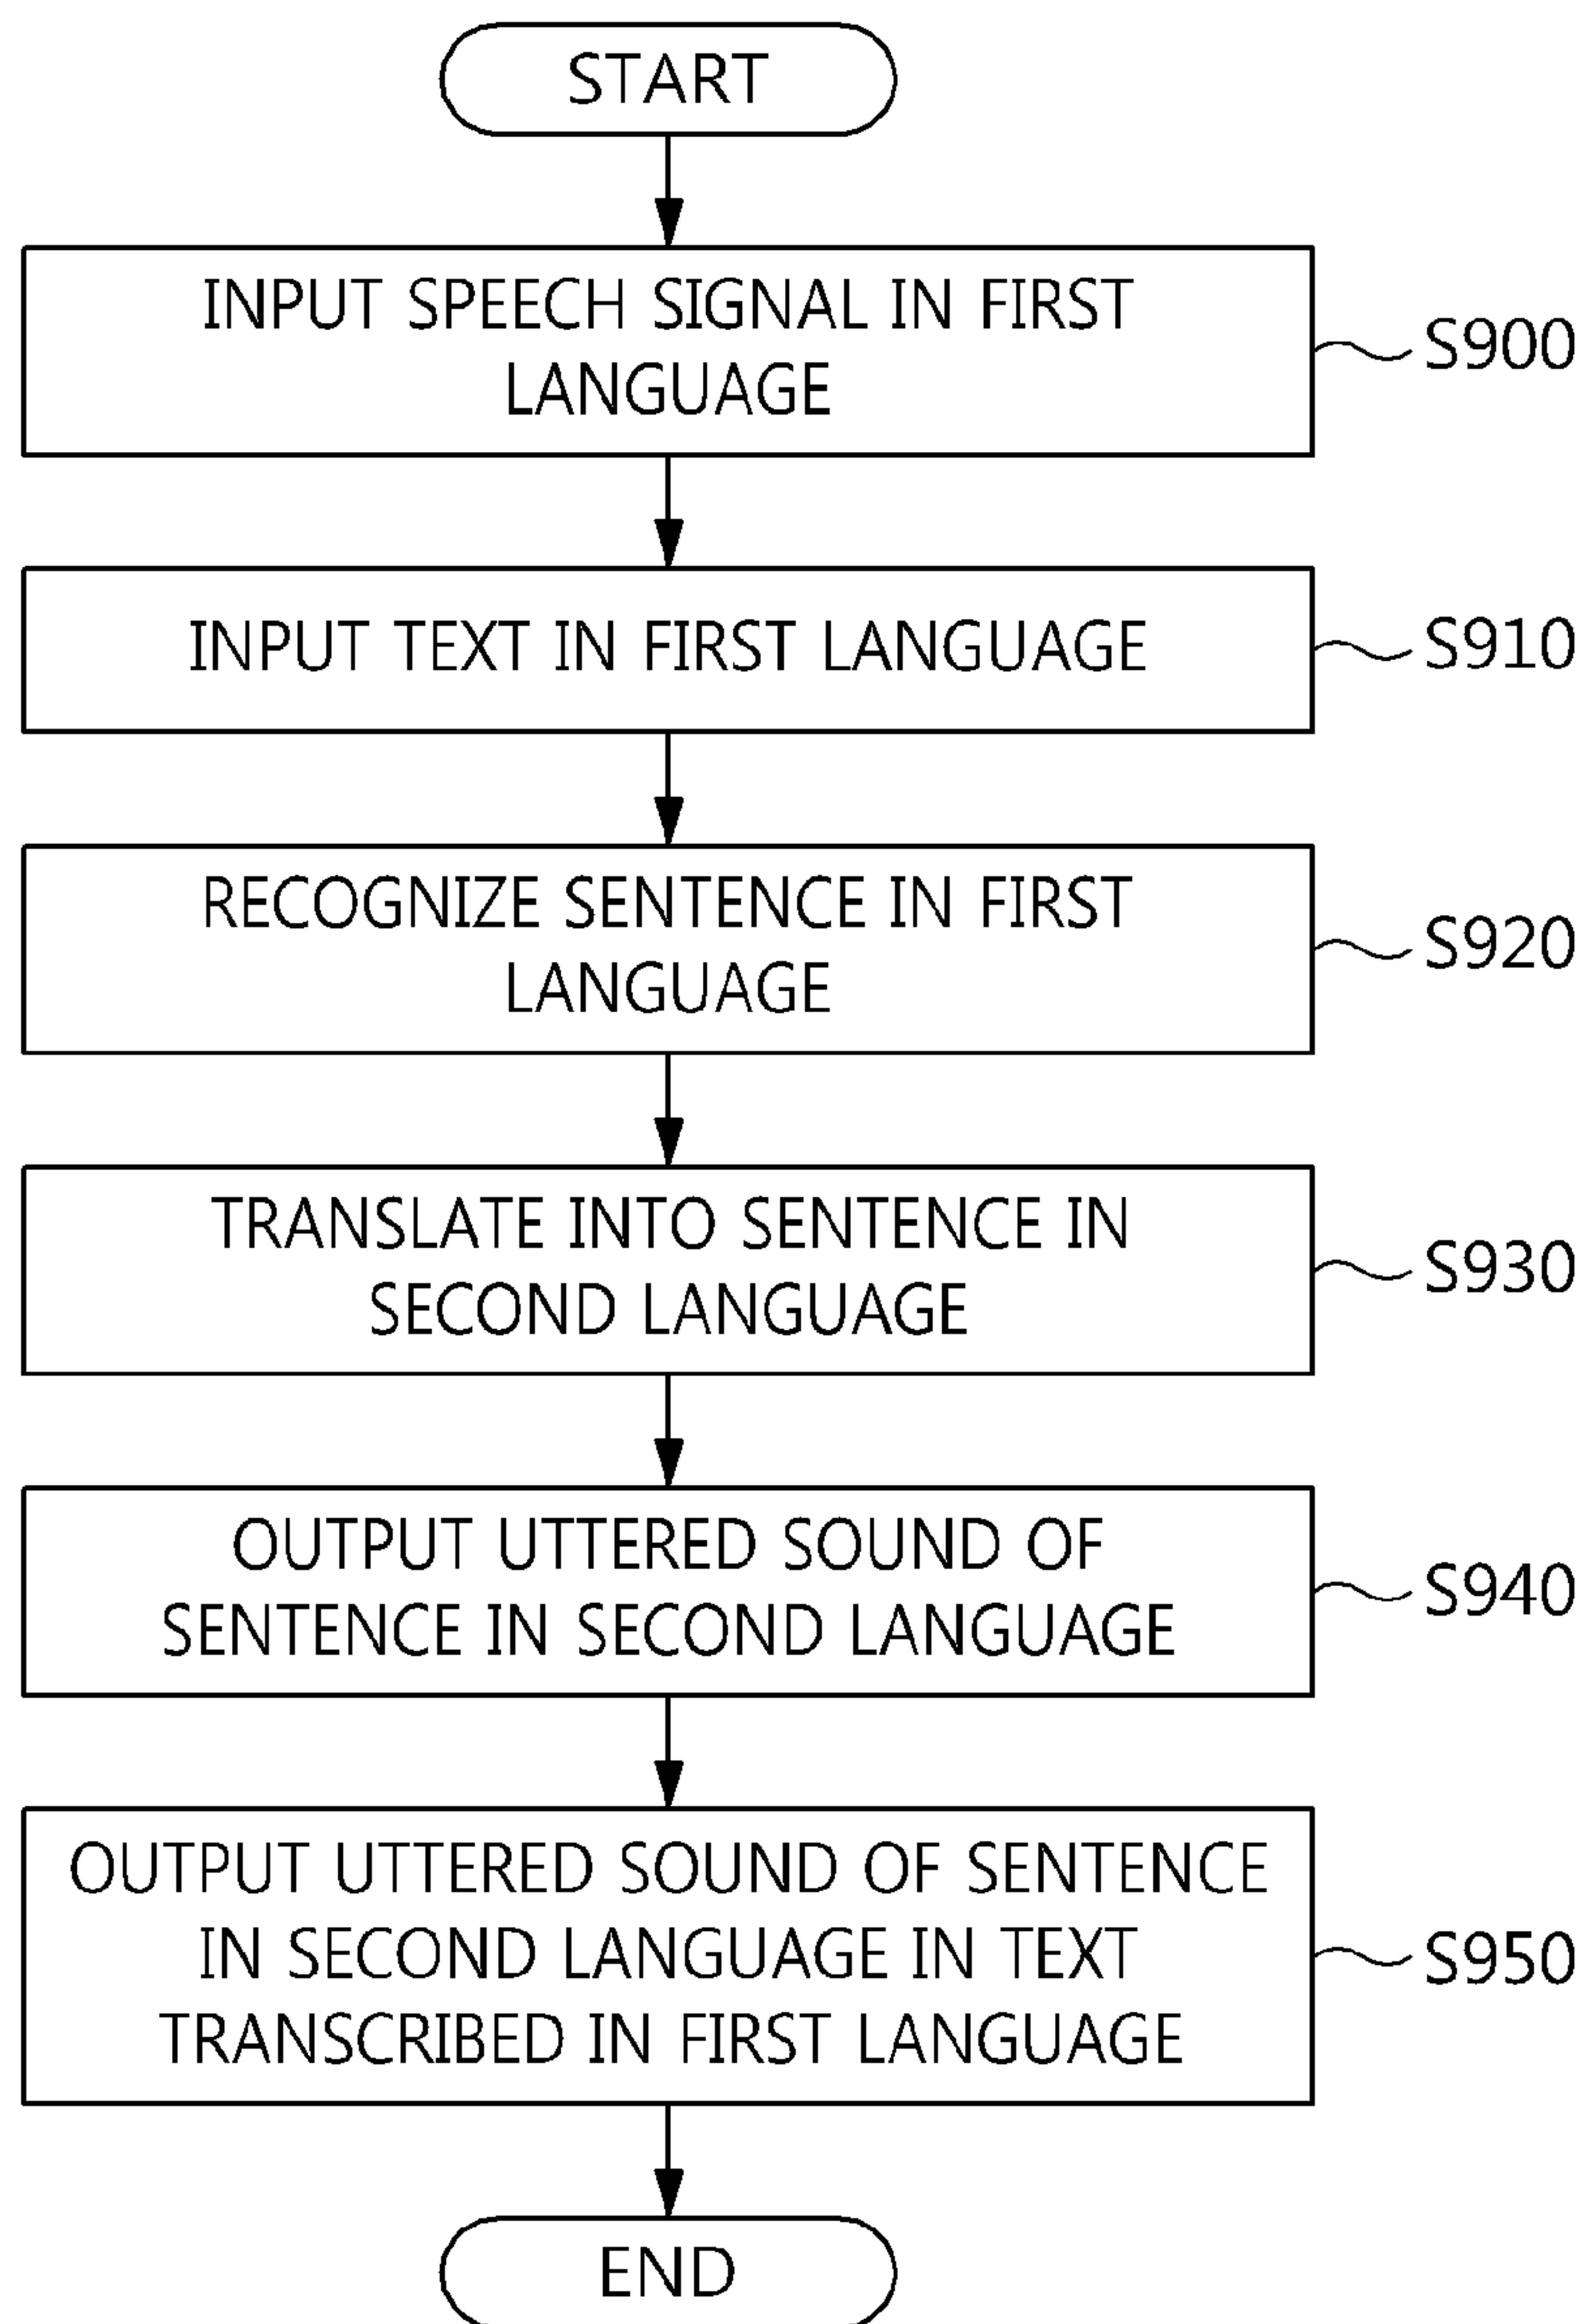 START
INPUT SPEECH SIGNAL IN FIRST
LANGUAGE
S900
INPUT TEXT IN FIRST LANGUAGE
S910
RECOGNIZE SENTENCE IN FIRST
LANGUAGE
S920
TRANSLATE INTO SENTENCE IN
SECOND LANGUAGE
S930
OUTPUT UTTERED SOUND OF
SENTENCE IN SECOND LANGUAGE
S940
OUTPUT UTTERED SOUND OF SENTENCE
IN SECOND LANGUAGE IN TEXT
TRANSCRIBED IN FIRST LANGUAGE
S950
END